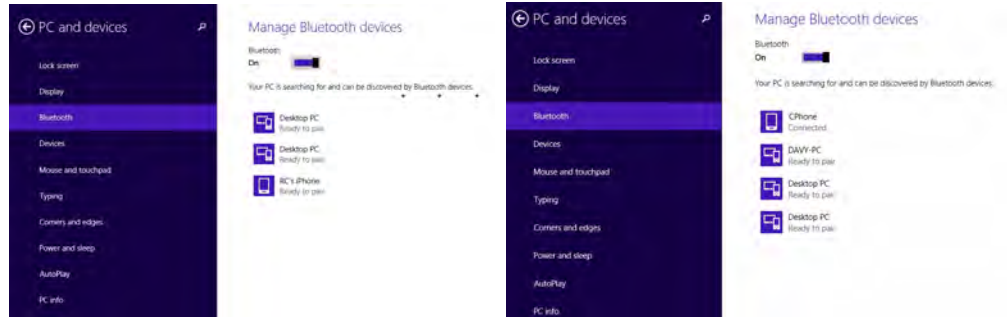 PC and devices
Lock screen
Display
Bluetooth
Devices
Mouse and touchpad
Typing
Corners and edges
Power and sleep
AutoPlay
PC info
Manage Bluetooth devices
Bluetooth
On
Your PC is searching for and can be discovered by Bluetooth devices.
Desktop PC
Ready to pair
Desktop PC
Ready to pair
RC's iPhone
Ready to pair
PC and devices
Lock screen
Display
Bluetooth
Devices
Mouse and touchpad
Typing
Corners and edges
Power and sleep
AutoPlay
PC info
Manage Bluetooth devices
Bluetooth
On
Your PC is searching for and can be discovered by Bluetooth devices.
CPhone
Connected
DAVY-PC
Ready to pair
Desktop PC
Ready to pair
Desktop PC
Ready to pair